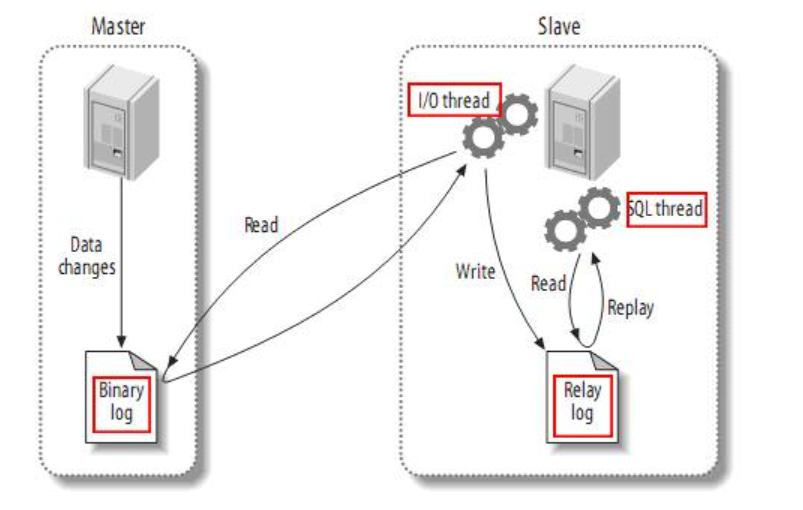 Master
Slave
I/O thread
SQL thread
Data
changes
Read
Write
Read
Replay
Binary
log
Relay
log